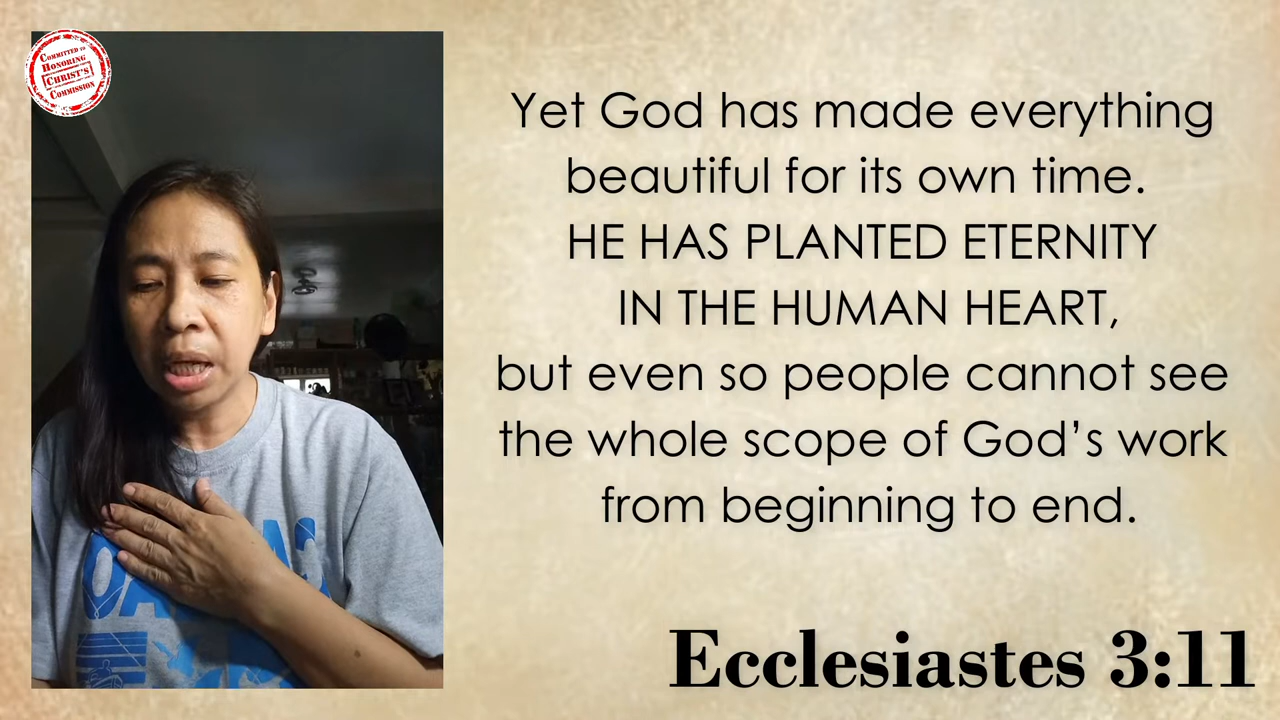 COMMITTED TO
HONORING
CHRIST'S
COMMISSION
Yet God has made everything
beautiful for its own time.
HE HAS PLANTED ETERNITY
IN THE HUMAN HEART,
but even so people cannot see
the whole scope of God’s work
from beginning to end.
Ecclesiastes 3:11